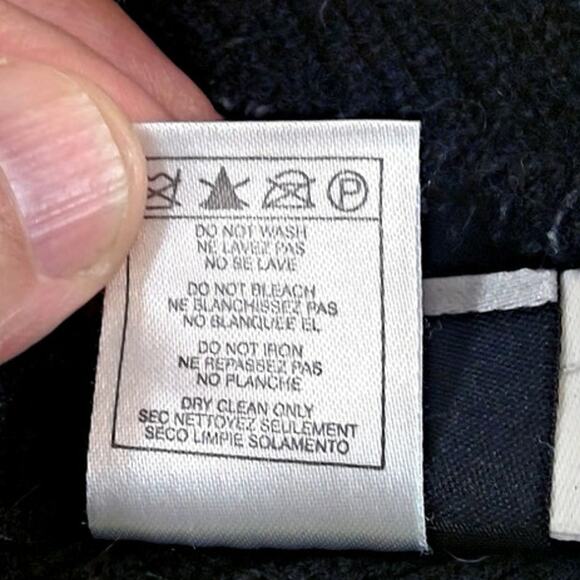 P
DO NOT WASH
NE LAVEZ PAS
NO SE LAVE
DO NOT BLEACH
NE BLANCHISSEZ PAS
NO BLANQUEE EL
DO NOT IRON
NE REPASSEZ PAS
NO PLANCHE
DRY CLEAN ONLY
SEC NETTOYEZ SEULEMENT
SECO LIMPIE SOLAMENTO